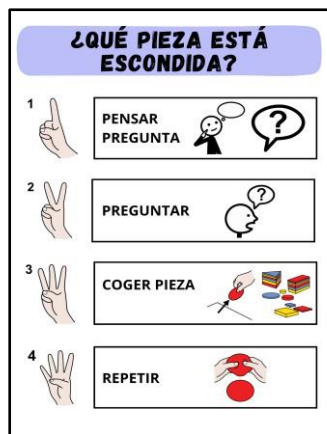 ¿QUÉ PIEZA ESTÁ
ESCONDIDA?
1
PENSAR
PREGUNTA
?
2
PREGUNTAR
?
3
COGER PIEZA
4
REPETIR